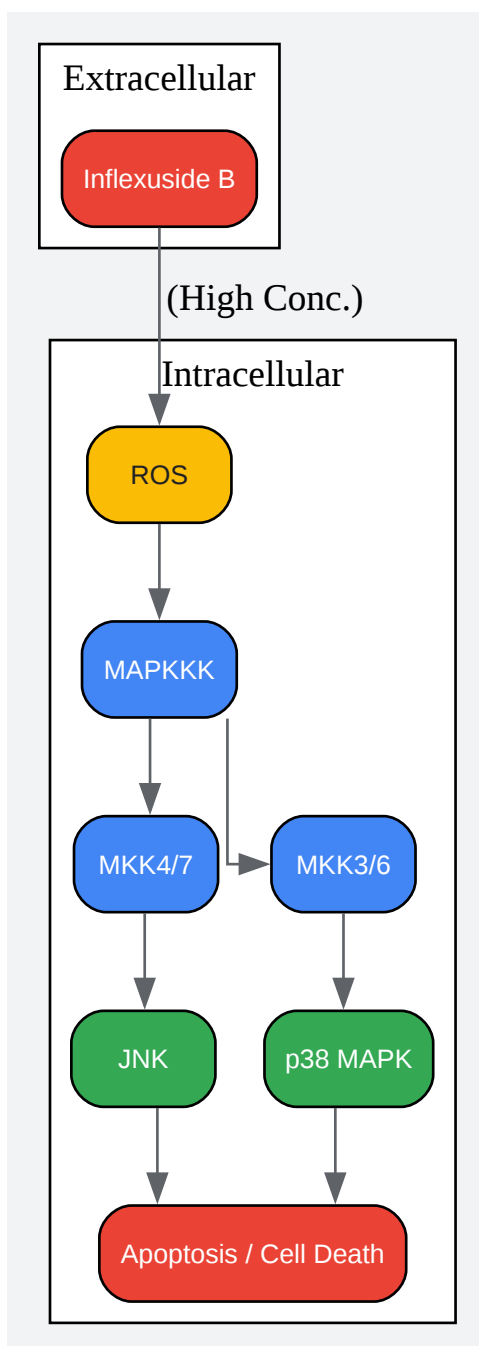 Extracellular
Inflexuside B
(High Conc.)
Intracellular
ROS
MAPKKK
MKK4/7
MKK3/6
JNK
p38 MAPK
Apoptosis / Cell Death